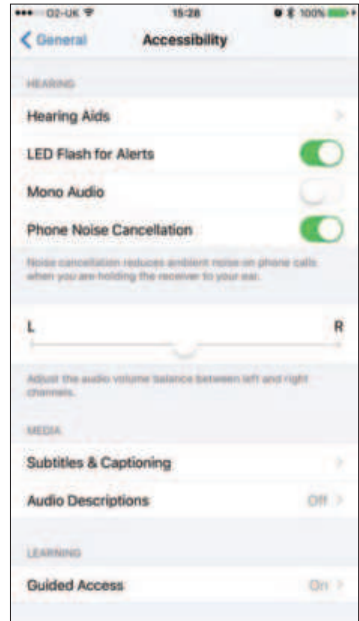 O2-UK 15:28 100%
General Accessibility
HEARING
Hearing Aids
LED Flash for Alerts
Mono Audio
Phone Noise Cancellation
Noise cancellation reduces ambient noise on phone calls
when you are holding the receiver to your ear.
L R
Adjust the audio volume balance between left and right
channels.
MEDIA
Subtitles & Captioning
Audio Descriptions Off
LEARNING
Guided Access On